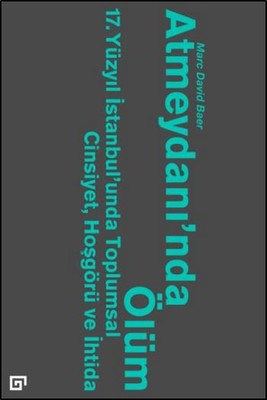 Marc David Baer
Atmeydanı'nda
Ölüm
17. Yüzyıl İstanbul'unda Toplumsal
Cinsiyet, Hoşgörü ve İhtida